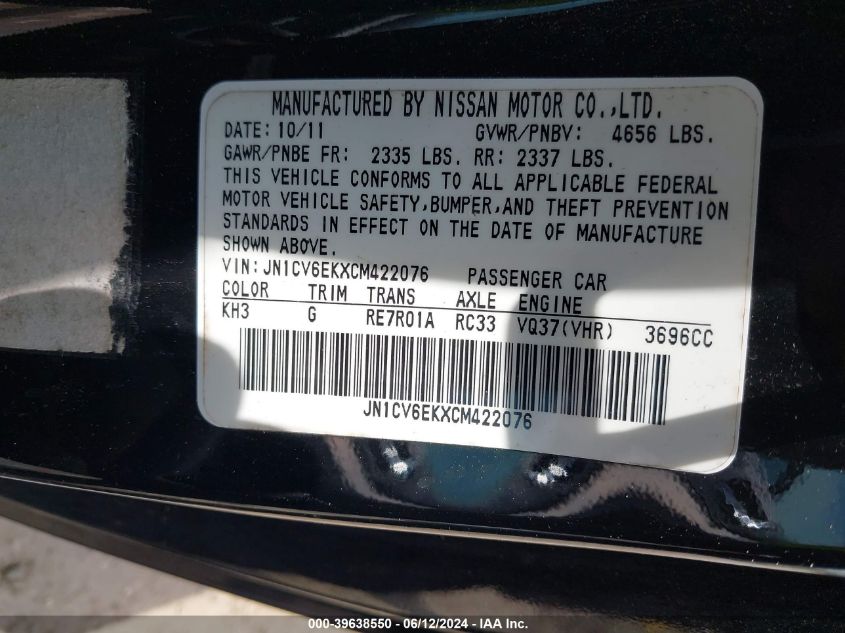 MANUFACTURED BY NISSAN MOTOR CO.,LTD.
DATE: 10/11 GVWR/PNBV: 4656 LBS.
GAWR/PNBE FR: 2335 LBS. RR: 2337 LBS.
THIS VEHICLE CONFORMS TO ALL APPLICABLE FEDERAL
MOTOR VEHICLE SAFETY,BUMPER,AND THEFT PREVENTION
STANDARDS IN EFFECT ON THE DATE OF MANUFACTURE
SHOWN ABOVE.
VIN:JN1CV6EKXCM422076 PASSENGER CAR
COLOR TRIM TRANS AXLE ENGINE
KH3 G RE7R01A RC33 VQ37(VHR) 3696CC
JN1CV6EKXCM422076
000-39638550 - 06/12/2024 - IAAI.com